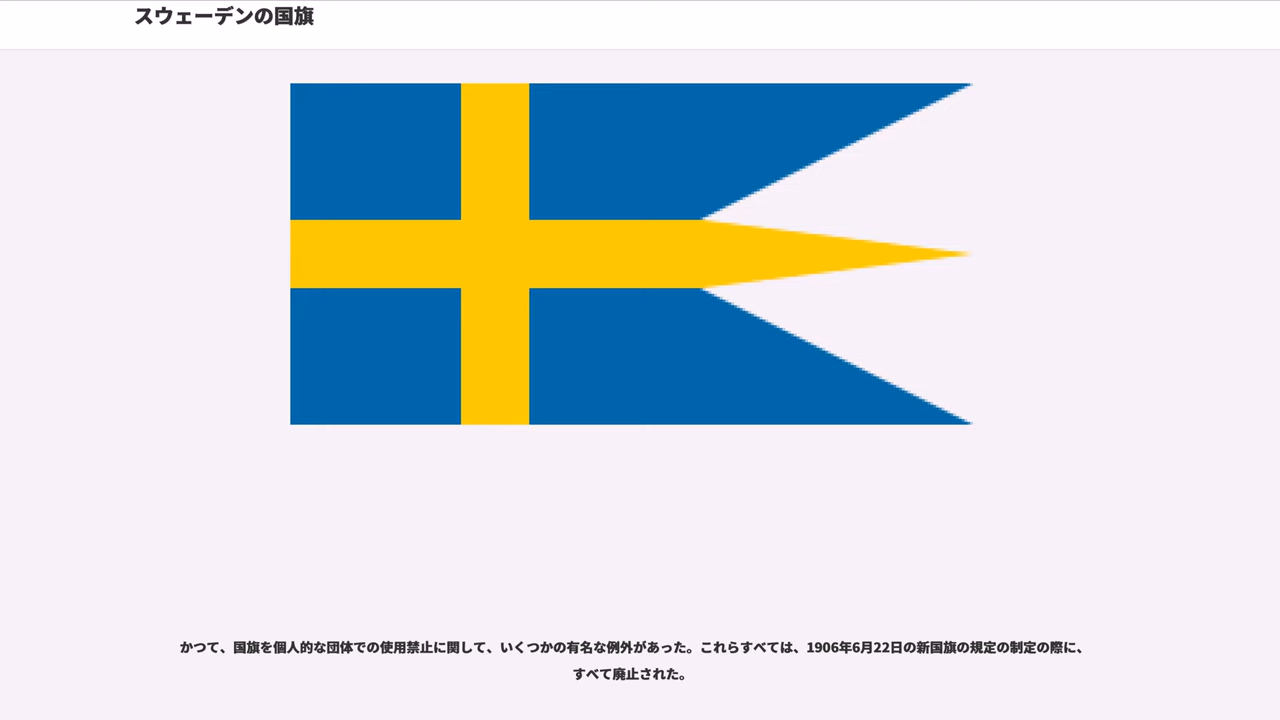 スウェーデンの国旗
かつて、国旗を個人的な団体での使用禁止に関して、いくつかの有名な例外があった。これらすべては、1906年6月22日の新国旗の規定の制定の際に、
すべて廃止された。